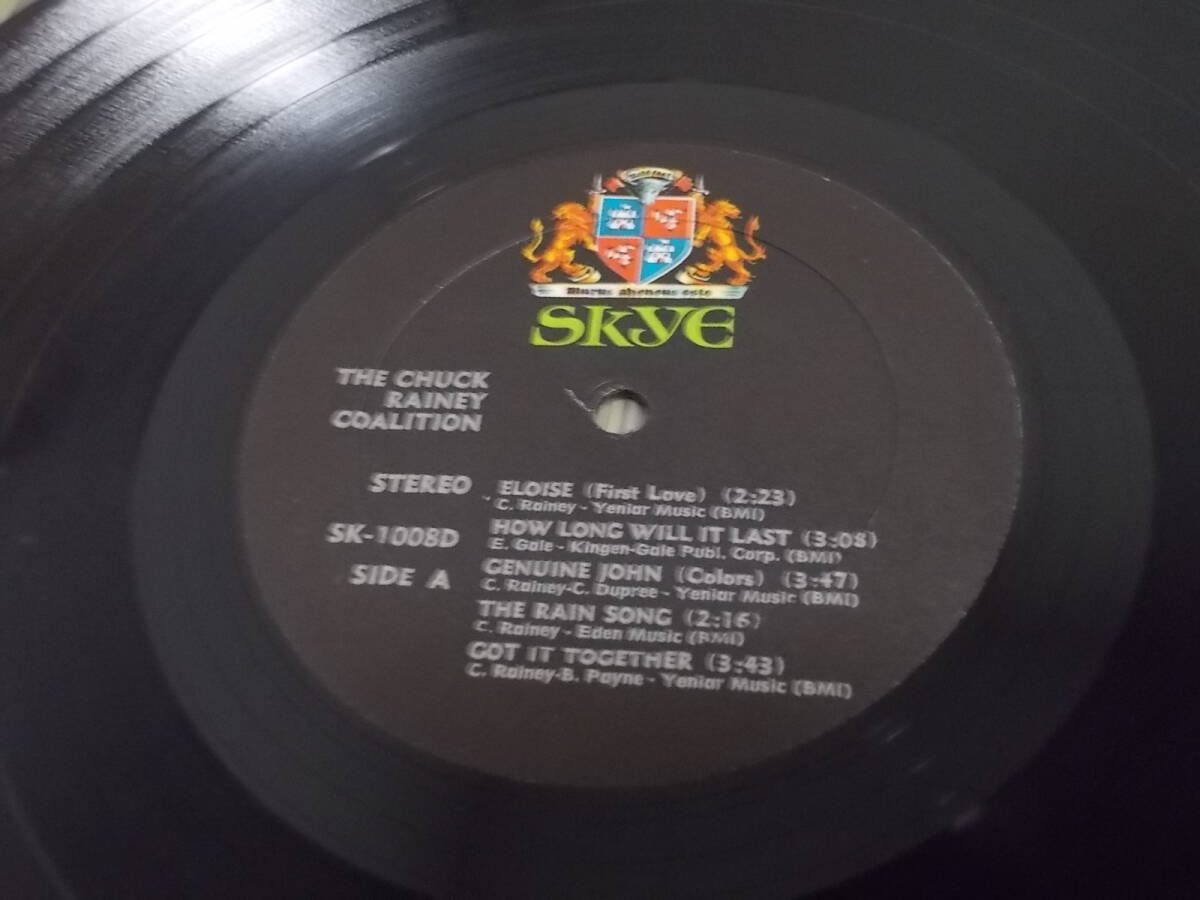 Murus aheneus esto
SKYE
THE CHUCK
RAINEY
COALITION
STEREO
SK-1008D
SIDE A
ELOISE (First Love) (2:23)
C. Rainey - Yeniar Music (BMI)
HOW LONG WILL IT LAST (3:08)
E. Gale - Kingen-Gale Publ. Corp. (BMI)
GENUINE JOHN (Colors) (3:47)
C. Rainey-C. Dupree - Yeniar Music (BMI)
THE RAIN SONG (2:16)
C. Rainey - Eden Music (BMI)
GOT IT TOGETHER (3:43)
C. Rainey-B. Payne - Yeniar Music (BMI)